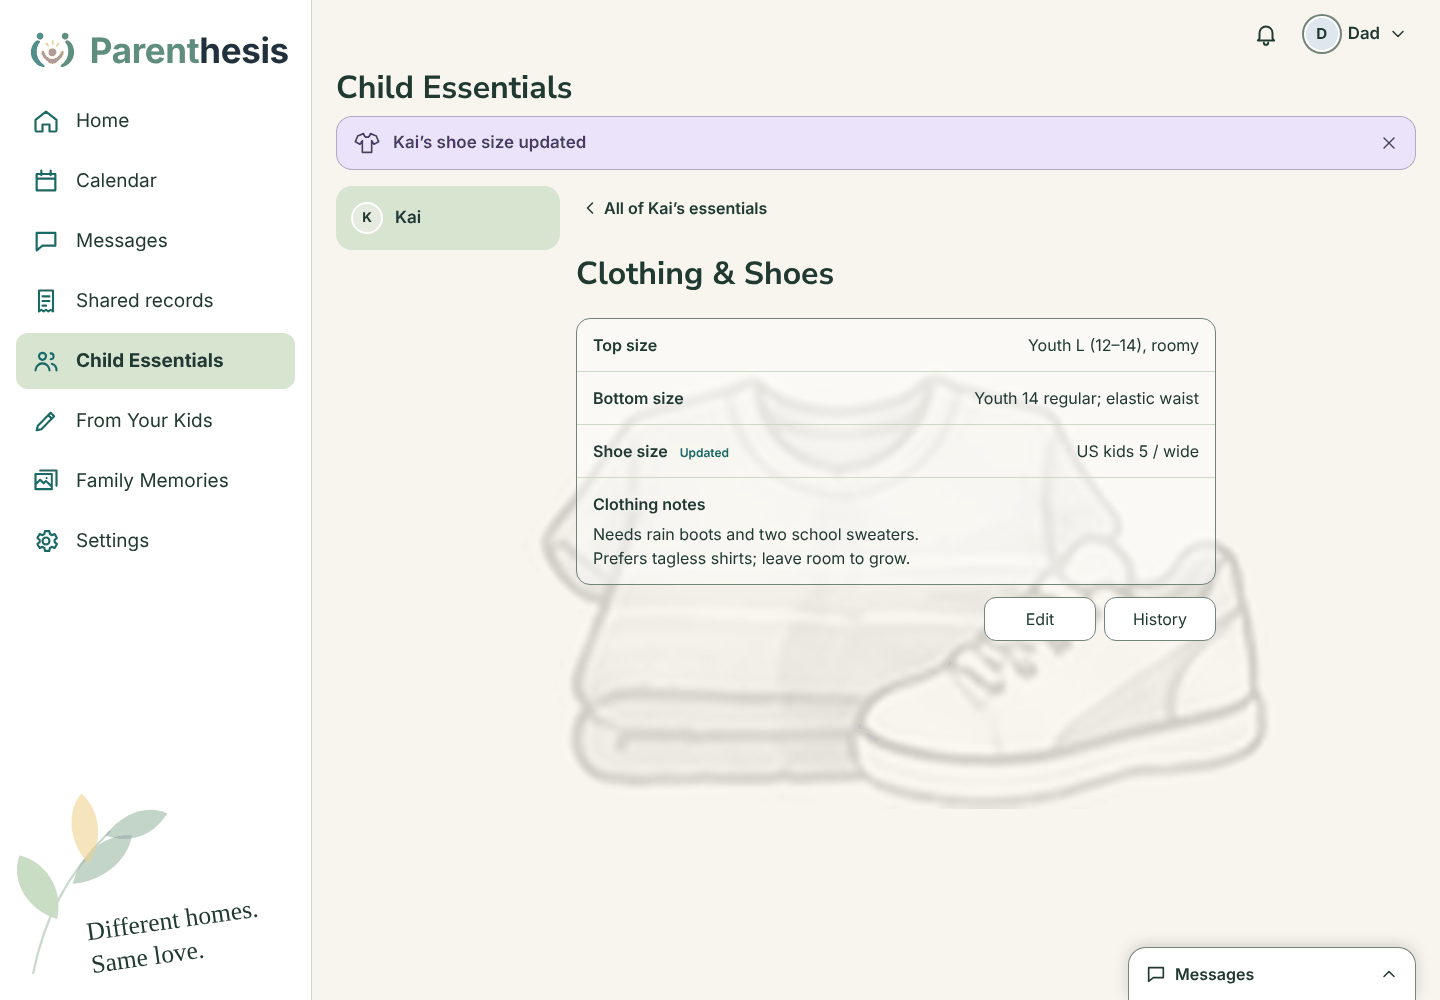 Parenthesis
Home
Calendar
Messages
Shared records
Child Essentials
From Your Kids
Family Memories
Settings
Different homes.
Same love.
D Dad
Child Essentials
Kai’s shoe size updated
K Kai
All of Kai’s essentials
Clothing & Shoes
Top size Youth L (12–14), roomy
Bottom size Youth 14 regular; elastic waist
Shoe size Updated US kids 5 / wide
Clothing notes
Needs rain boots and two school sweaters.
Prefers tagless shirts; leave room to grow.
Edit History
Messages